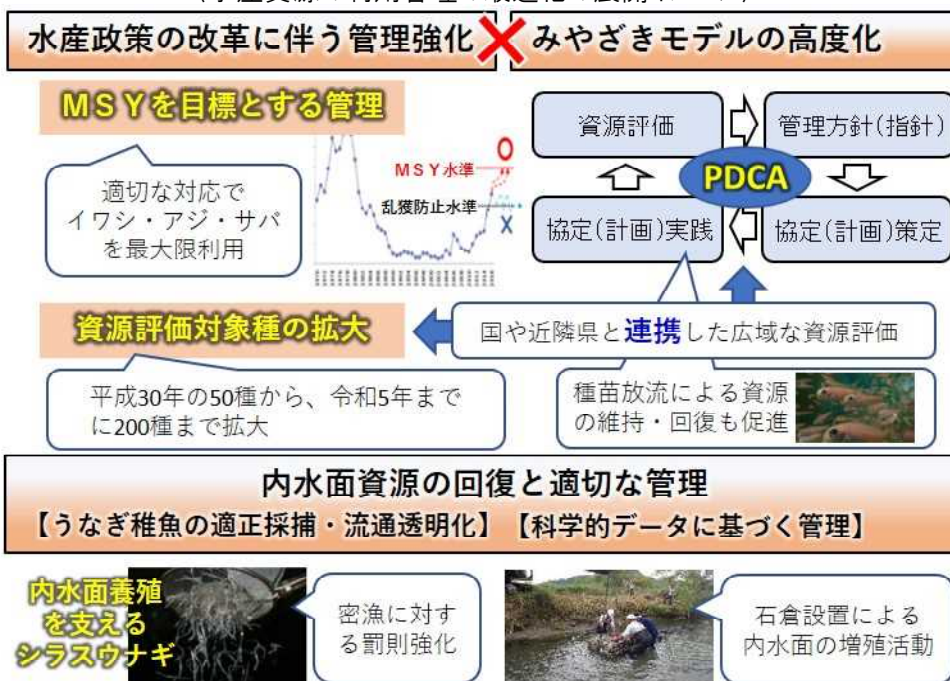 水産政策の改革に伴う管理強化
みやざきモデルの高度化
MSYを目標とする管理
適切な対応で
イワシ・アジ・サバ
を最大限利用
MSY水準
乱獲防止水準
資源評価
管理方針(指針)
PDCA
協定(計画)実践
協定(計画)策定
資源評価対象種の拡大
国や近隣県と連携した広域な資源評価
平成30年の50種から、令和5年まで
に200種まで拡大
種苗放流による資源
の維持・回復も促進
内水面資源の回復と適切な管理
【うなぎ稚魚の適正採捕・流通透明化】【科学的データに基づく管理】
内水面養殖
を支える
シラスウナギ
密漁に対す
る罰則強化
石倉設置による
内水面の増殖活動